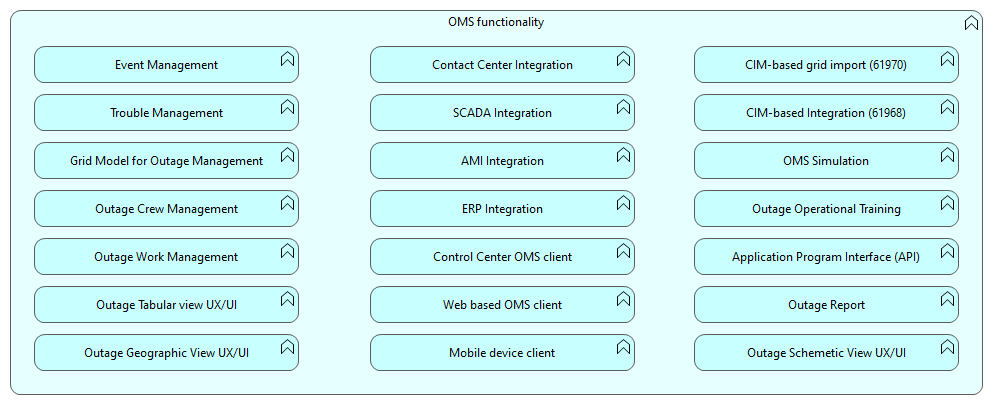 OMS functionality
Event Management
Contact Center Integration
CIM-based grid import (61970)
Trouble Management
SCADA Integration
CIM-based Integration (61968)
Grid Model for Outage Management
AMI Integration
OMS Simulation
Outage Crew Management
ERP Integration
Outage Operational Training
Outage Work Management
Control Center OMS client
Application Program Interface (API)
Outage Tabular view UX/UI
Web based OMS client
Outage Report
Outage Geographic View UX/UI
Mobile device client
Outage Schemetic View UX/UI